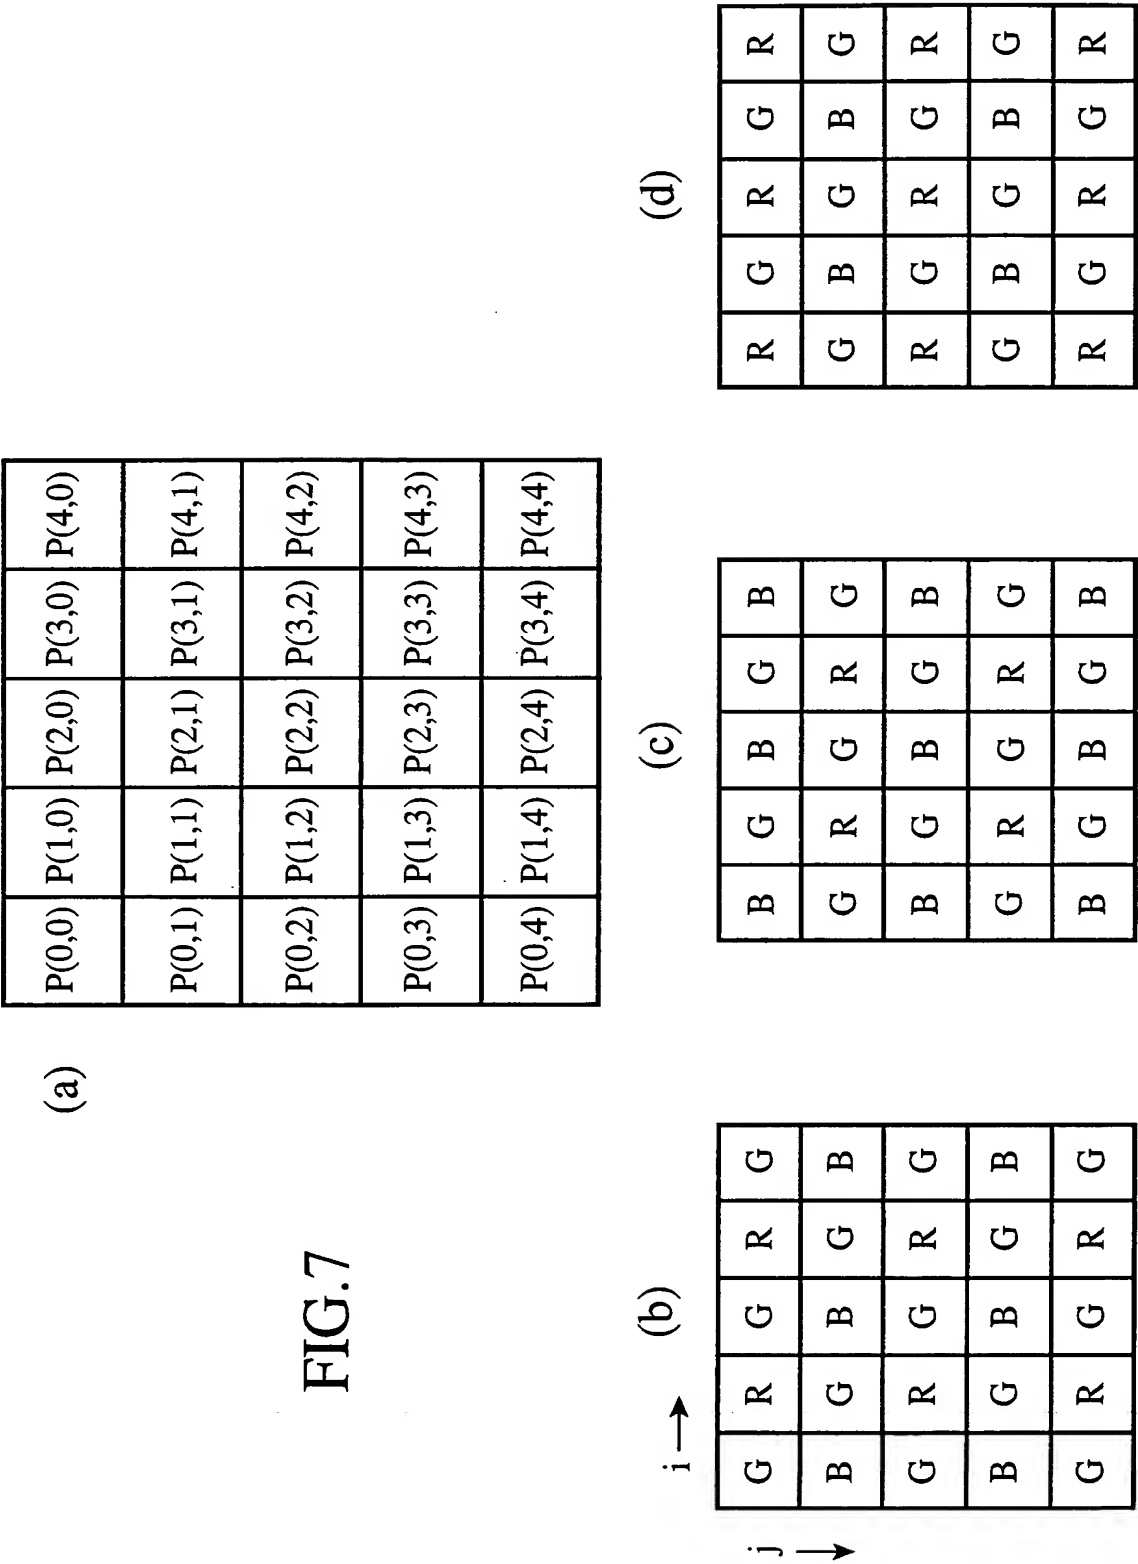 FIG.7
(a)
P(0,0) P(1,0) P(2,0) P(3,0) P(4,0)
P(0,1) P(1,1) P(2,1) P(3,1) P(4,1)
P(0,2) P(1,2) P(2,2) P(3,2) P(4,2)
P(0,3) P(1,3) P(2,3) P(3,3) P(4,3)
P(0,4) P(1,4) P(2,4) P(3,4) P(4,4)
(b)
i →
j →
G R G R G
B G B G B
G R G R G
B G B G B
G R G R G
(c)
B G B G B
G R G R G
B G B G B
G R G R G
B G B G B
(d)
R G R G R
G B G B G
R G R G R
G B G B G
R G R G R